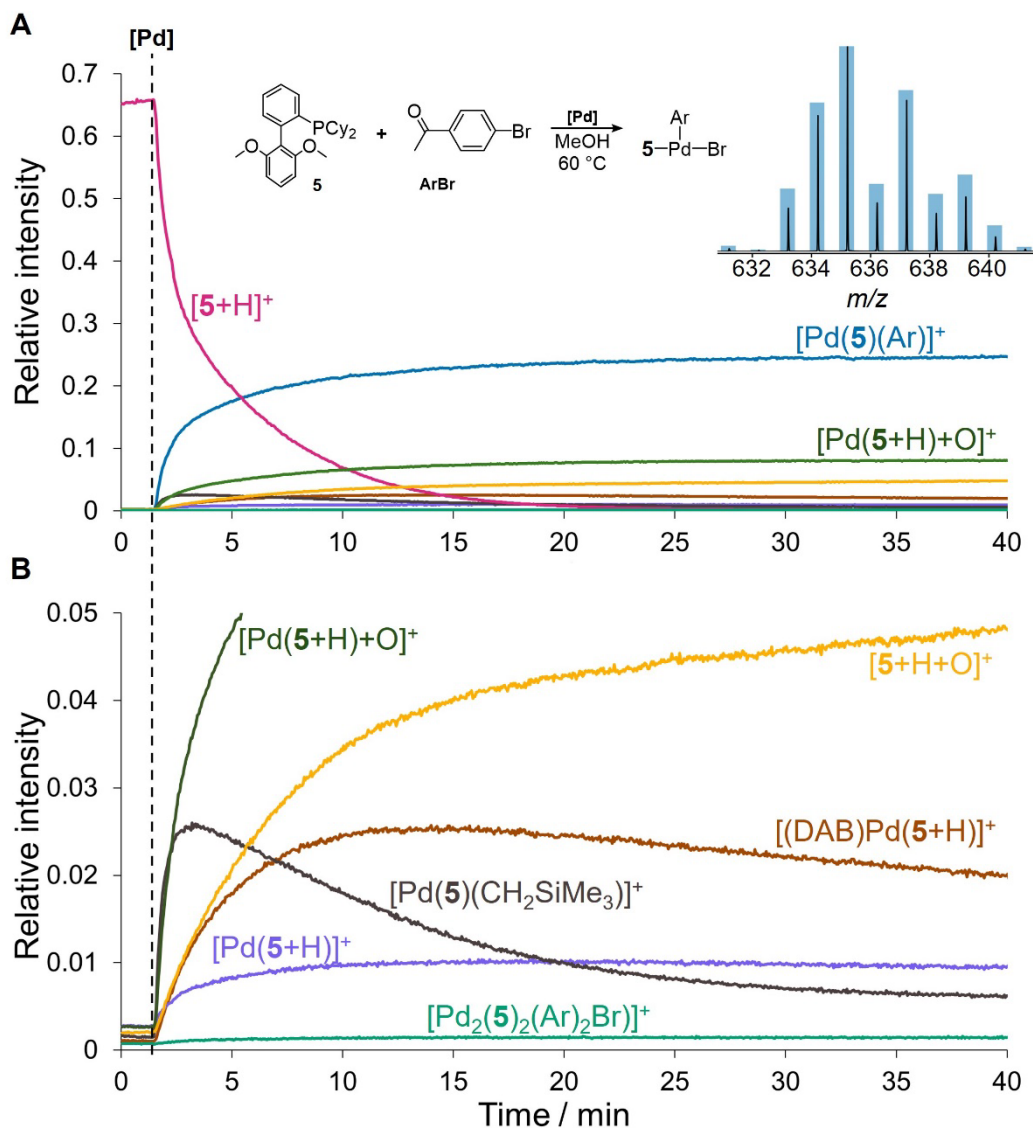 A
[Pd]
Relative intensity
0.7
0.6
0.5
0.4
0.3
0.2
0.1
0
PCy₂
O
O
5
+
O
Br
ArBr
[Pd]
MeOH
60 °C
Ar
5–Pd–Br
632 634 636 638 640
m/z
[5+H]⁺
[Pd(5)(Ar)]⁺
[Pd(5+H)+O]⁺
0 5 10 15 20 25 30 35 40
B
Relative intensity
0.05
0.04
0.03
0.02
0.01
0
[Pd(5+H)+O]⁺
[5+H+O]⁺
[(DAB)Pd(5+H)]⁺
[Pd(5)(CH₂SiMe₃)]⁺
[Pd(5+H)]⁺
[Pd₂(5)₂(Ar)₂Br)]⁺
0 5 10 15 20 25 30 35 40
Time / min